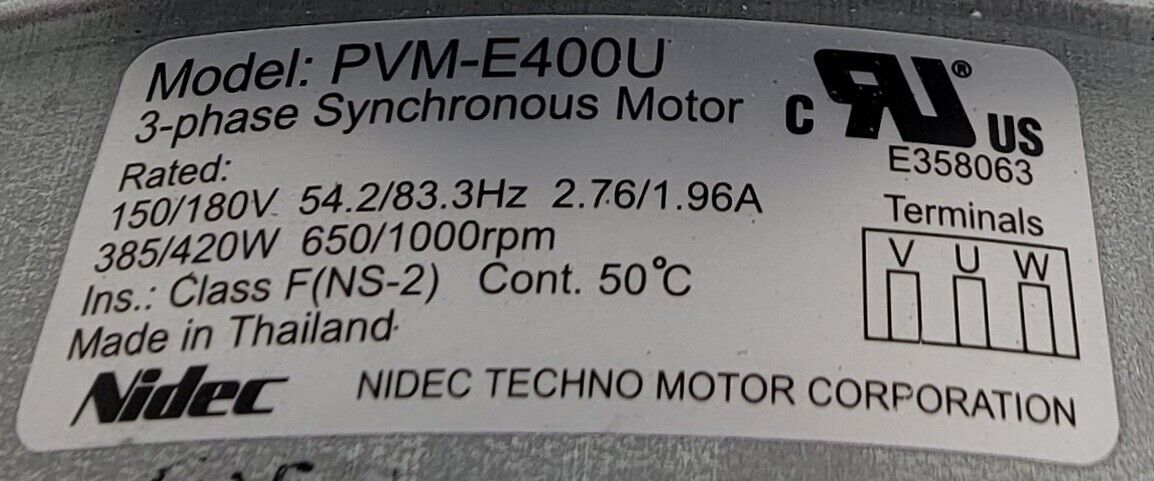 Model: PVM-E400U
3-phase Synchronous Motor
Rated:
150/180V 54.2/83.3Hz 2.76/1.96A
385/420W 650/1000rpm
Ins.: Class F(NS-2) Cont. 50°C
Made in Thailand
Nidec NIDEC TECHNO MOTOR CORPORATION
C RU® US
E358063
Terminals
V U W